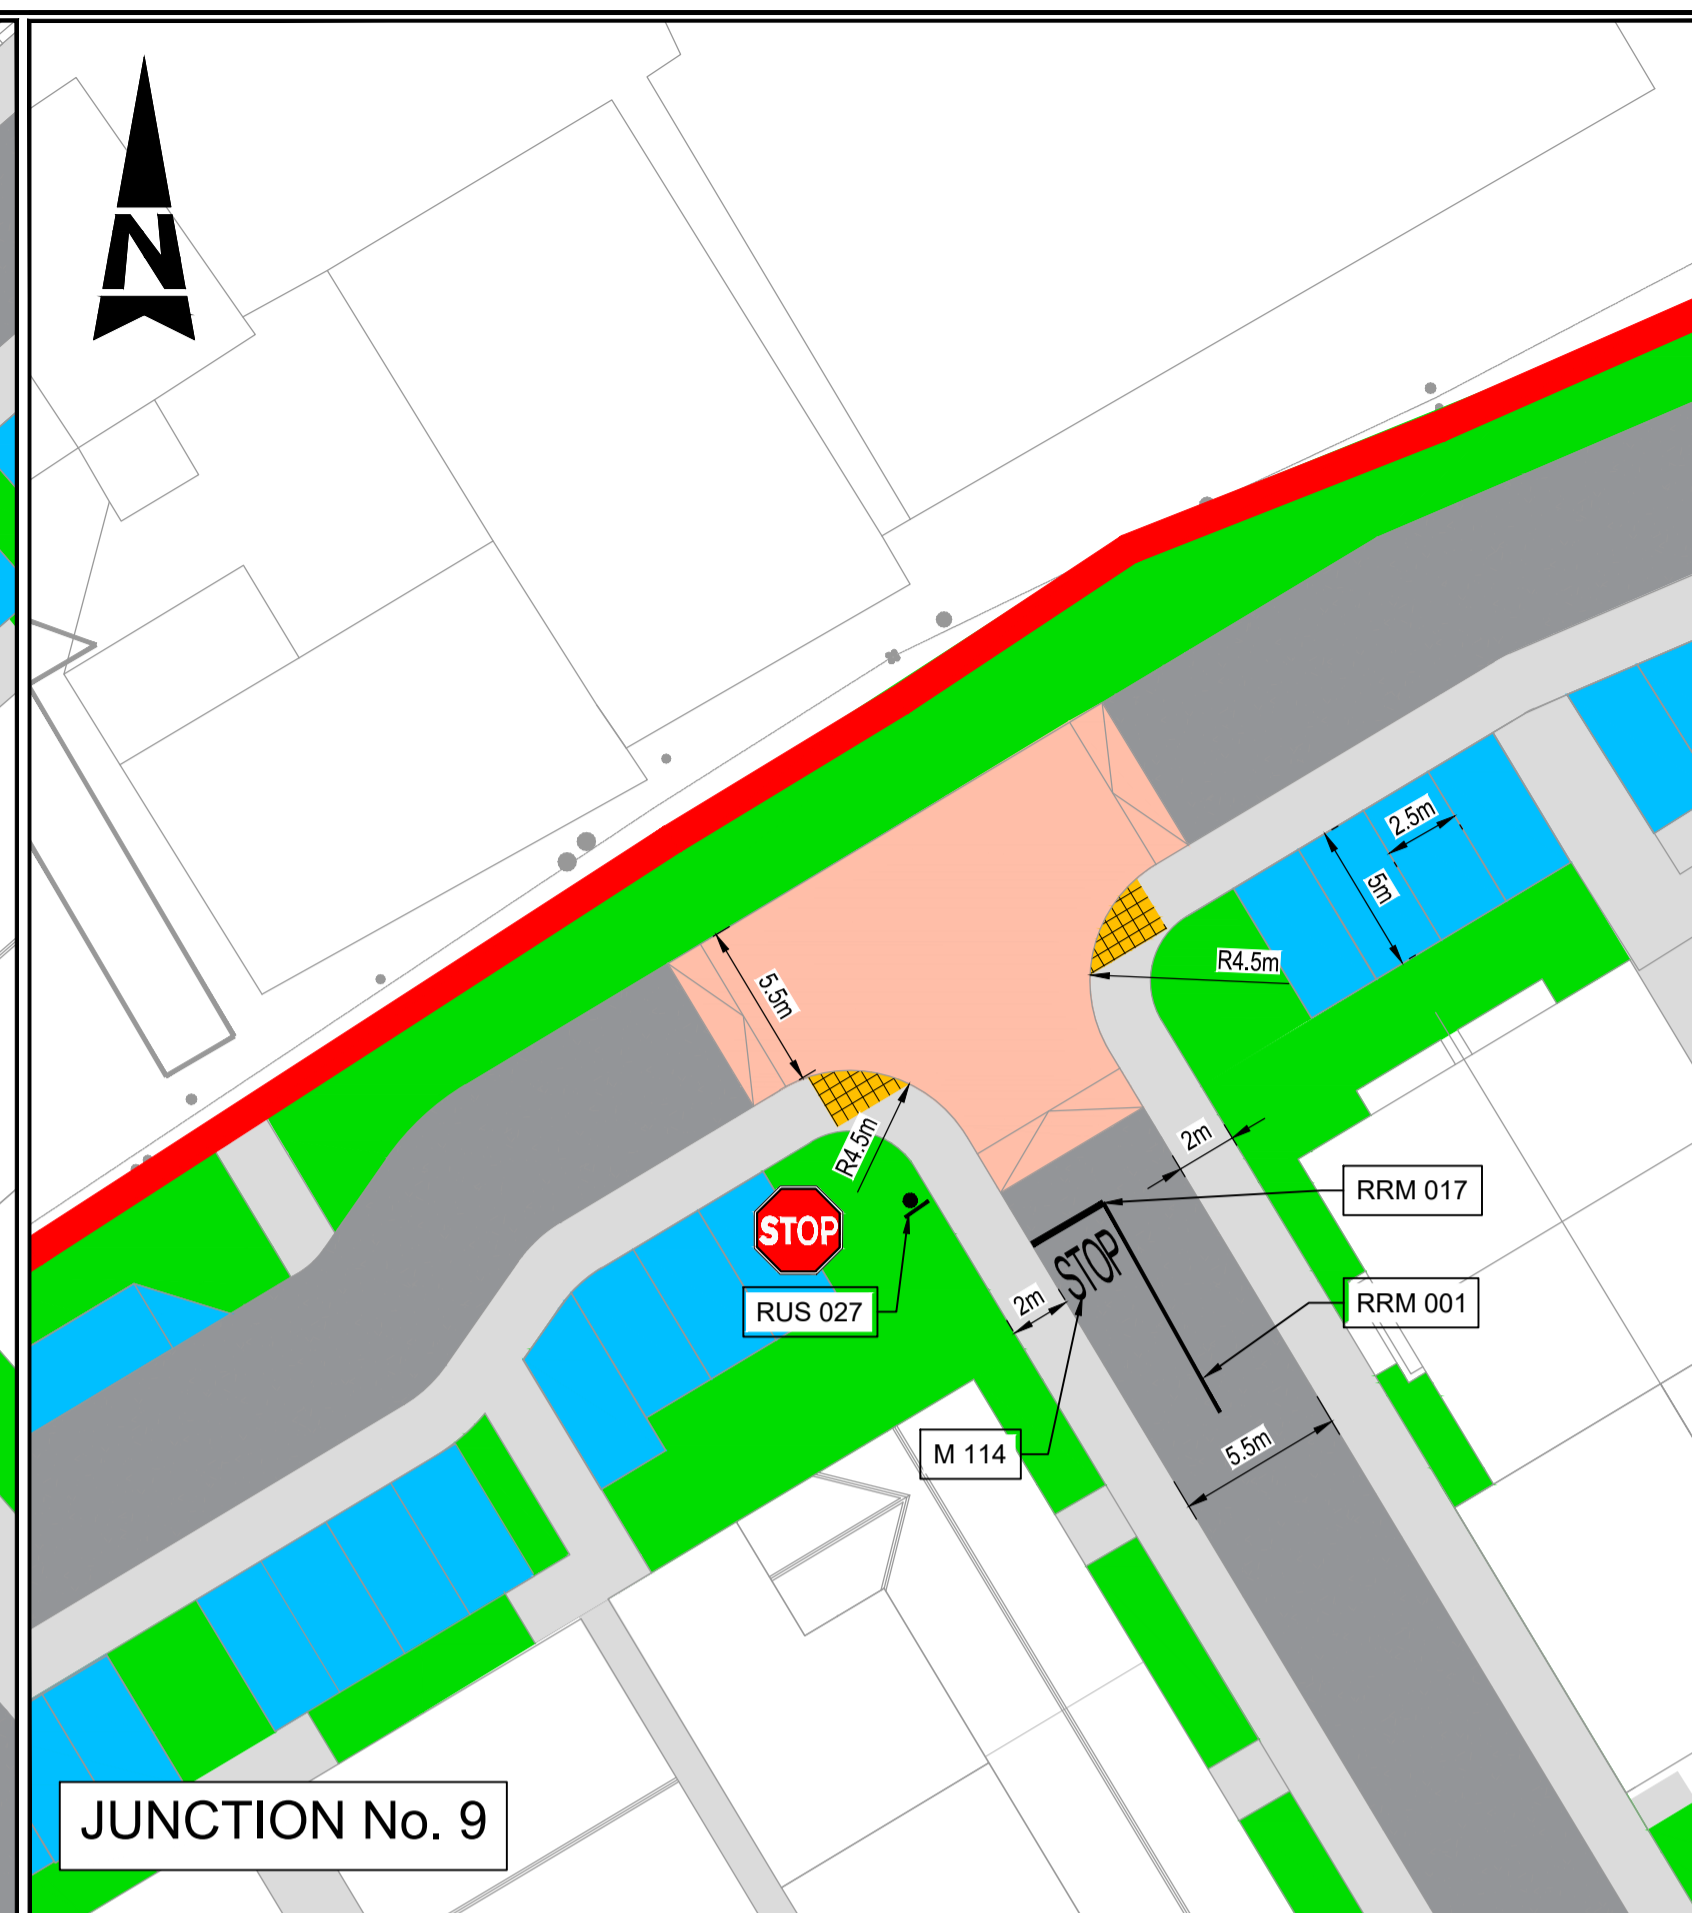 N
2.5m
5m
R4.5m
5.5m
R4.5m
2m
RRM 017
STOP
STOP
RUS 027
2m
RRM 001
M 114
5.5m
JUNCTION No. 9